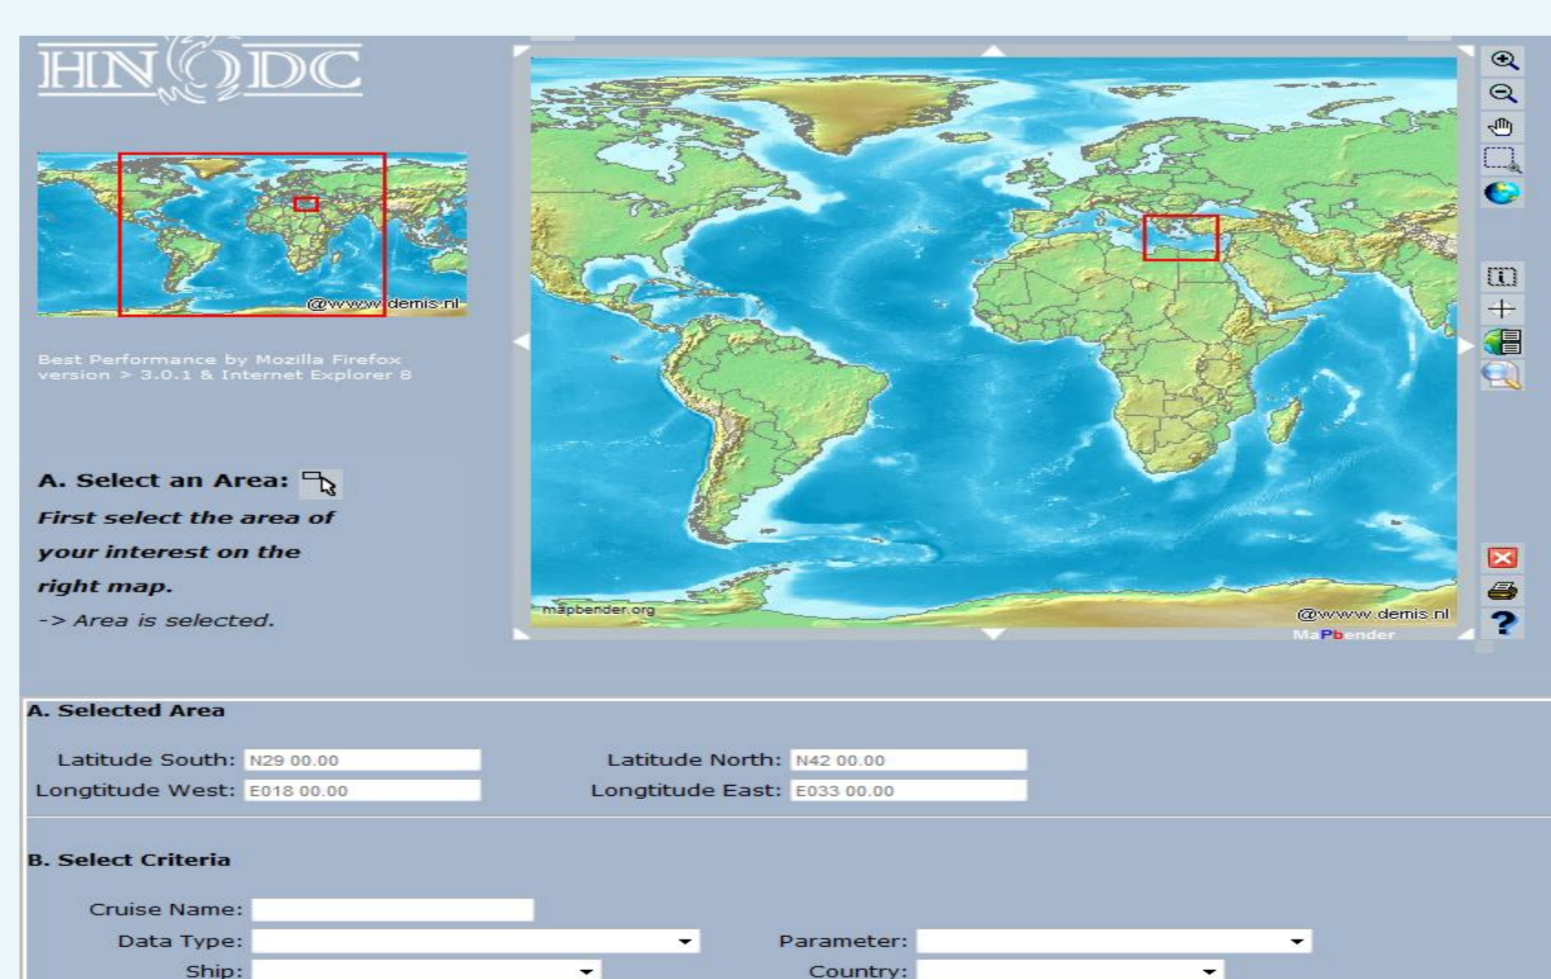 HNODC
@www.demis.nl
Best Performance by Mozilla Firefox
version > 3.0.1 & Internet Explorer 8
A. Select an Area:
First select the area of
your interest on the
right map.
-> Area is selected.
mapbender.org
@www.demis.nl
MaPbender
A. Selected Area
Latitude South: N29 00.00 Latitude North: N42 00.00
Longtitude West: E018 00.00 Longtitude East: E033 00.00
B. Select Criteria
Cruise Name:
Data Type: Parameter:
Ship: Country: